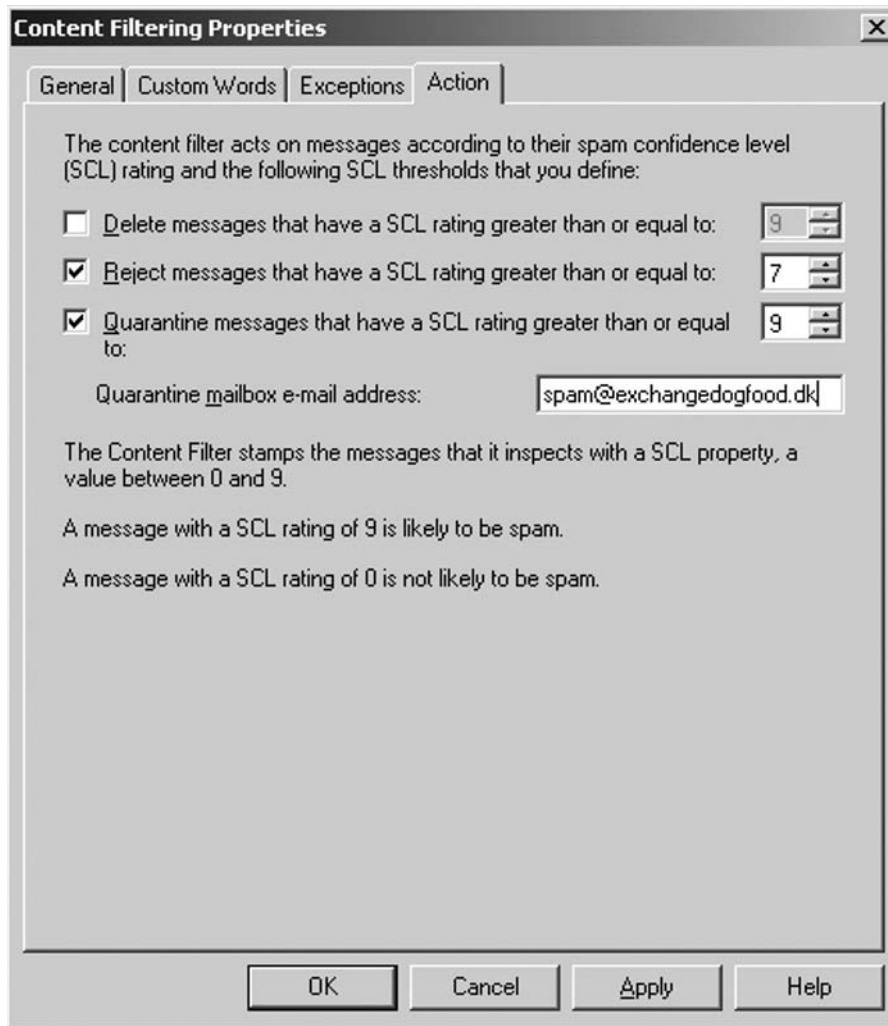 Content Filtering Properties
General Custom Words Exceptions Action
The content filter acts on messages according to their spam confidence level
(SCL) rating and the following SCL thresholds that you define:
Delete messages that have a SCL rating greater than or equal to: 9
Reject messages that have a SCL rating greater than or equal to: 7
Quarantine messages that have a SCL rating greater than or equal 9
to:
Quarantine mailbox e-mail address: spam@exchangedogfood.dk
The Content Filter stamps the messages that it inspects with a SCL property, a
value between 0 and 9.
A message with a SCL rating of 9 is likely to be spam.
A message with a SCL rating of 0 is not likely to be spam.
OK Cancel Apply Help